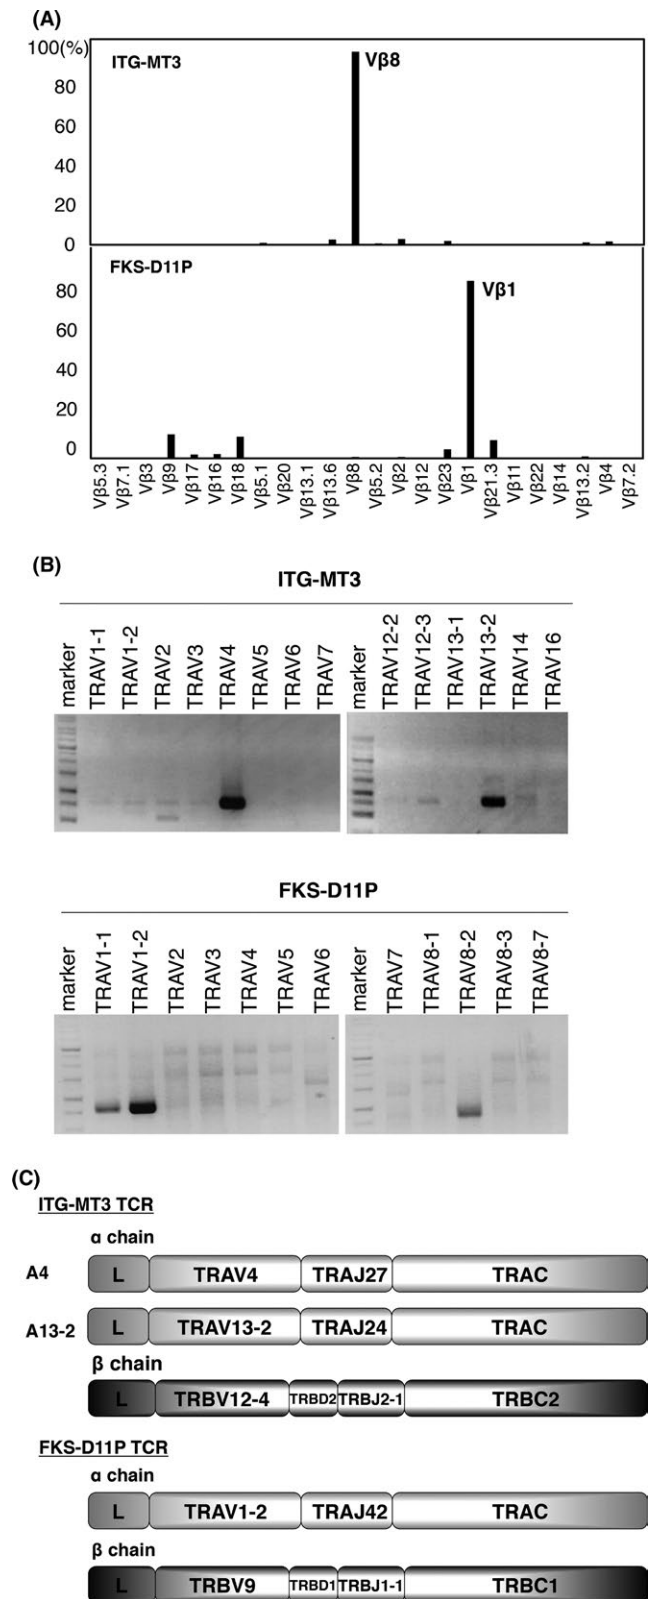 (A)
100(%)
80
60
40
20
0
ITG-MT3
Vβ8
FKS-D11P
Vβ1
80
60
40
20
0
Vβ5.3
Vβ7.1
Vβ3
Vβ9
Vβ17
Vβ16
Vβ18
Vβ5.1
Vβ20
Vβ13.1
Vβ13.6
Vβ8
Vβ5.2
Vβ2
Vβ12
Vβ23
Vβ1
Vβ21.3
Vβ11
Vβ22
Vβ14
Vβ13.2
Vβ4
Vβ7.2
(B)
ITG-MT3
marker
TRAV1-1
TRAV1-2
TRAV2
TRAV3
TRAV4
TRAV5
TRAV6
TRAV7
marker
TRAV12-2
TRAV12-3
TRAV13-1
TRAV13-2
TRAV14
TRAV16
FKS-D11P
marker
TRAV1-1
TRAV1-2
TRAV2
TRAV3
TRAV4
TRAV5
TRAV6
marker
TRAV7
TRAV8-1
TRAV8-2
TRAV8-3
TRAV8-7
(C)
ITG-MT3 TCR
α chain
A4 L TRAV4 TRAJ27 TRAC
A13-2 L TRAV13-2 TRAJ24 TRAC
β chain
L TRBV12-4 TRBD2 TRBJ2-1 TRBC2
FKS-D11P TCR
α chain
L TRAV1-2 TRAJ42 TRAC
β chain
L TRBV9 TRBD1 TRBJ1-1 TRBC1